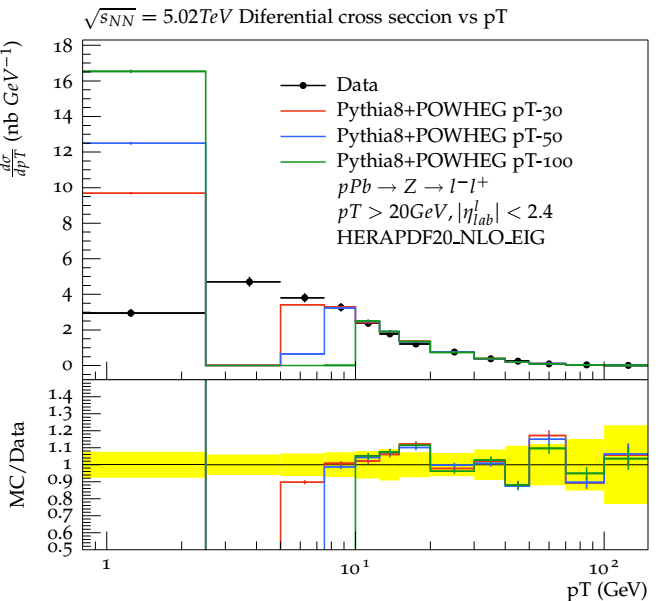 √s_NN = 5.02TeV Diferential cross seccion vs pT
dσ/dpT (nb GeV⁻¹)
18
16
14
12
10
8
6
4
2
0
Data
Pythia8+POWHEG pT-30
Pythia8+POWHEG pT-50
Pythia8+POWHEG pT-100
pPb → Z → l⁻l⁺
pT > 20GeV, |η^l_lab| < 2.4
HERAPDF20_NLO_EIG
MC/Data
1.4
1.3
1.2
1.1
1
0.9
0.8
0.7
0.6
0.5
1
10¹
10²
pT (GeV)